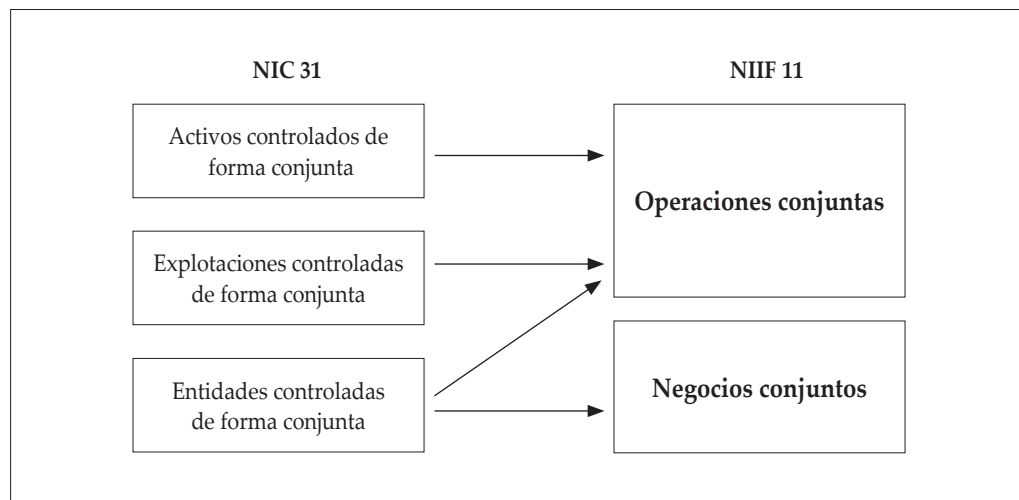 NIC 31
NIIF 11
Activos controlados de
forma conjunta
Explotaciones controladas
de forma conjunta
Entidades controladas
de forma conjunta
Operaciones conjuntas
Negocios conjuntos